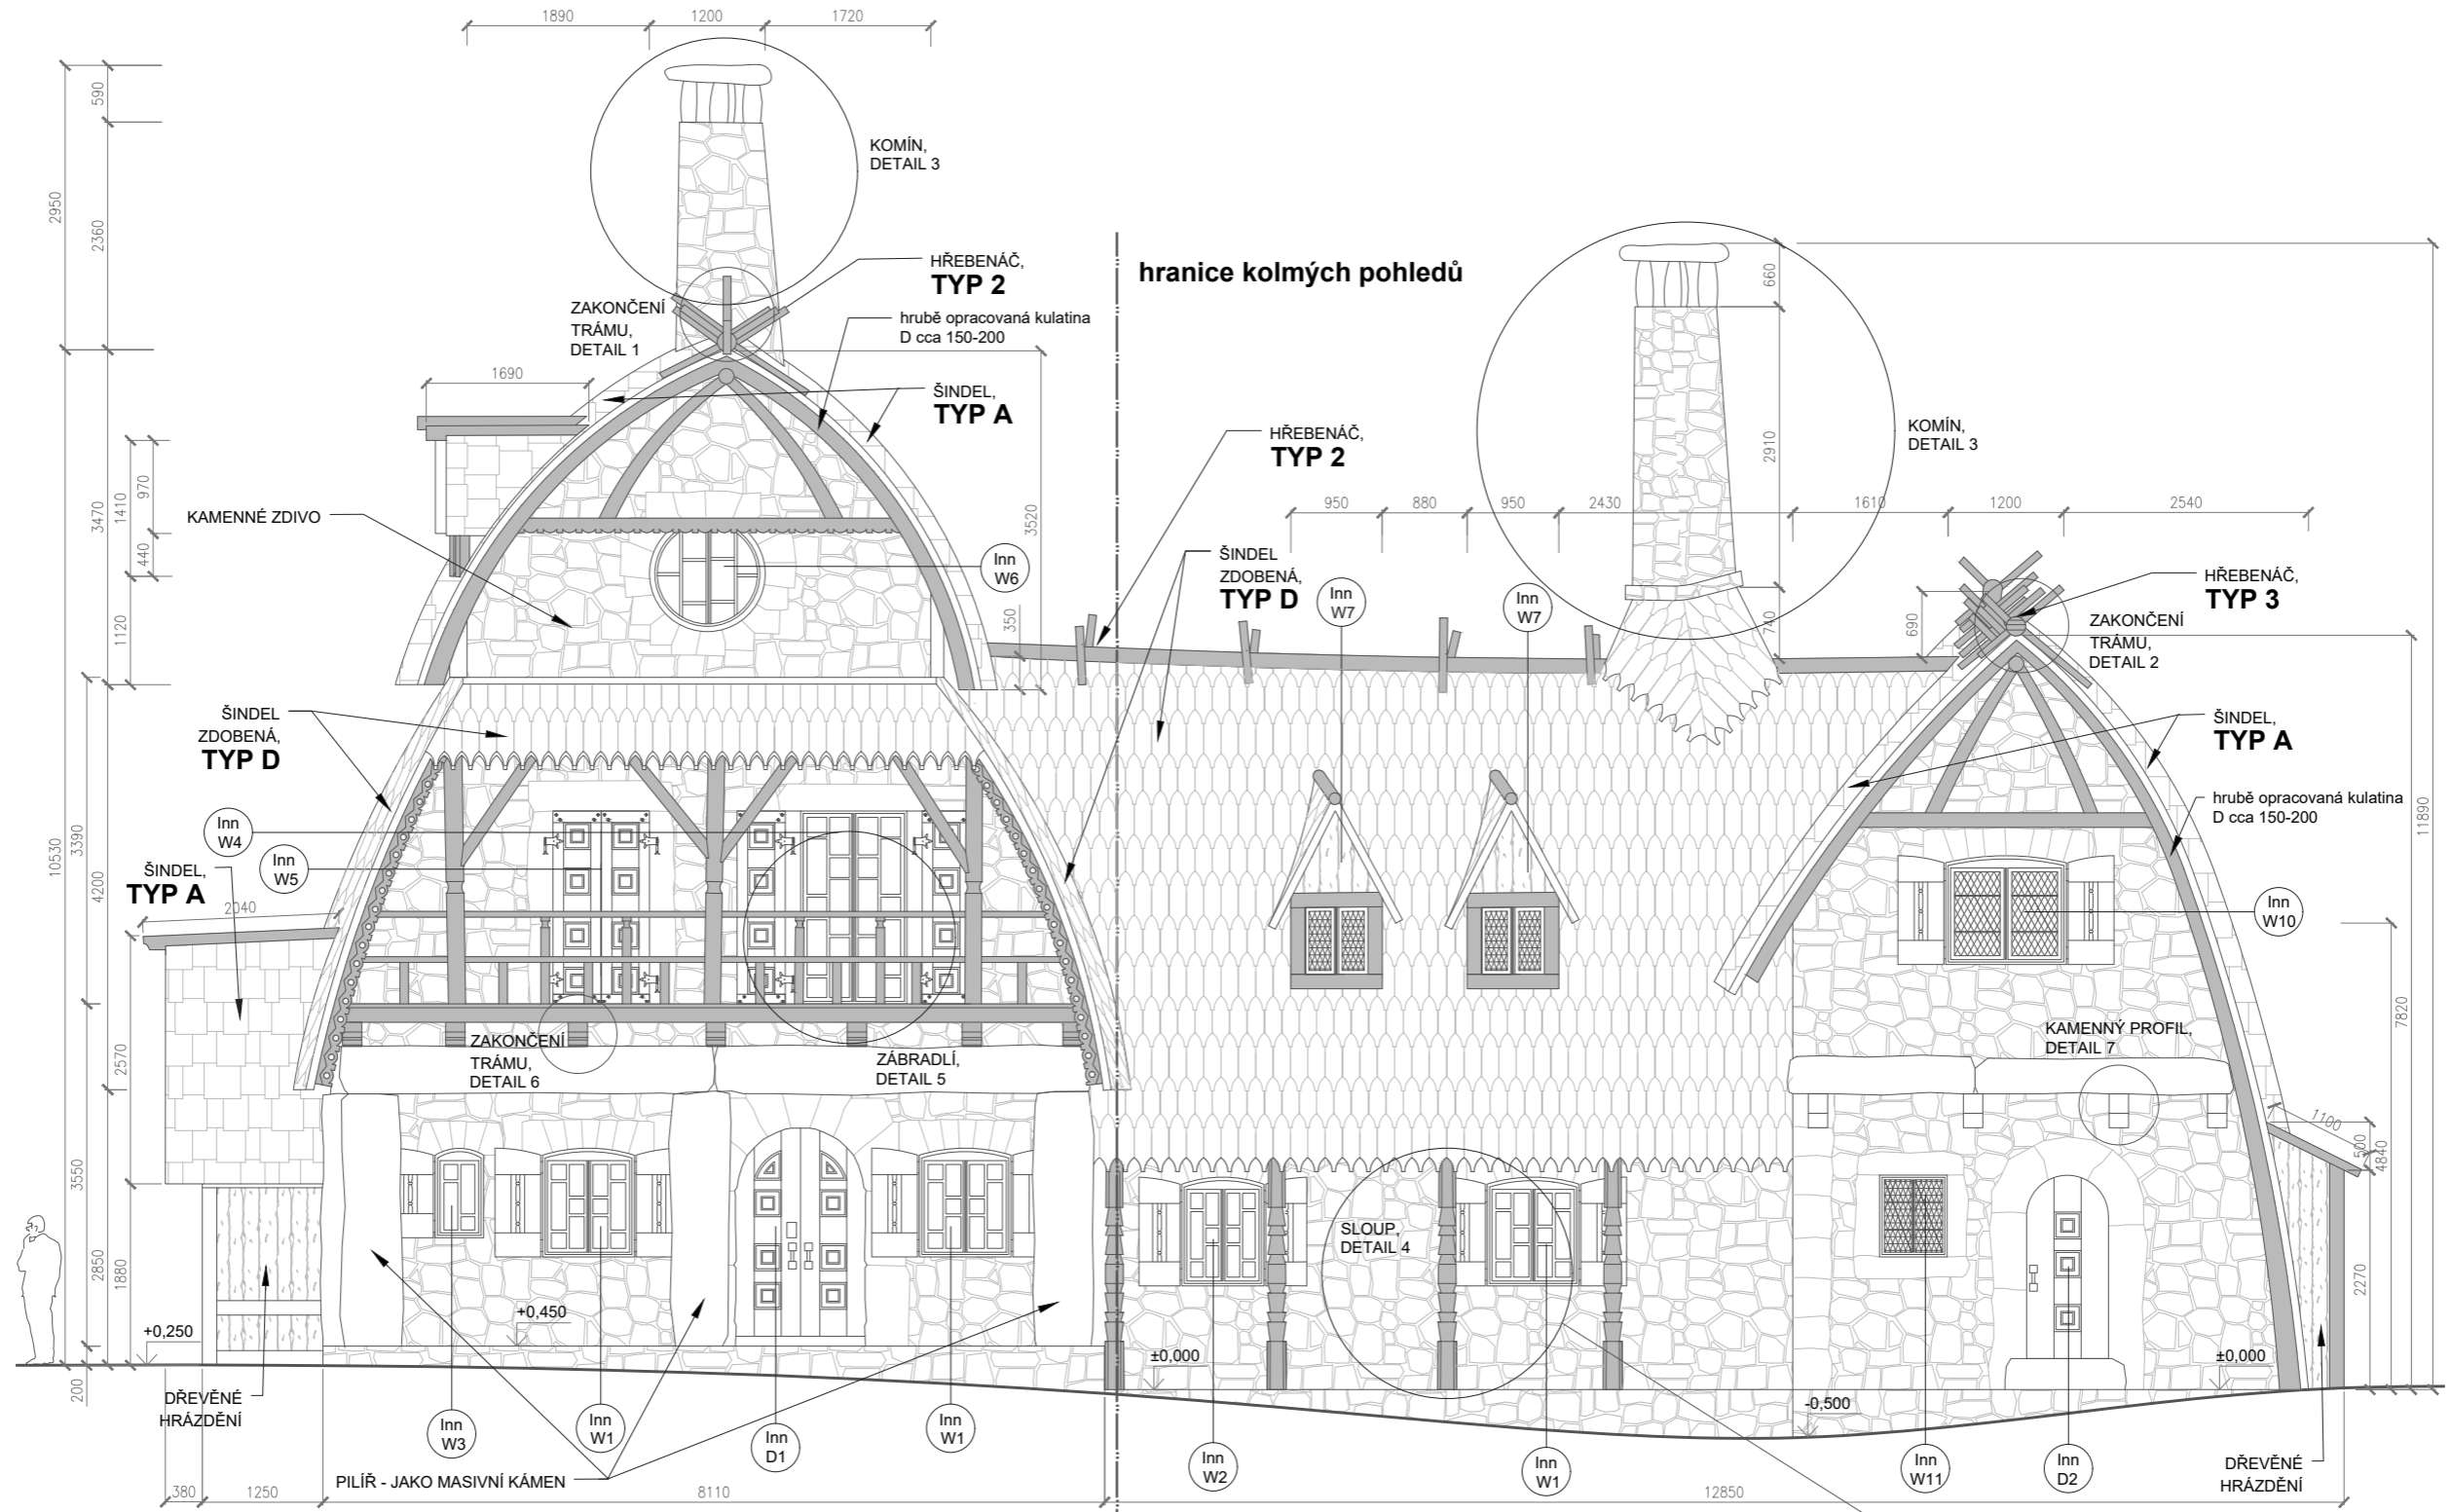 1890
1200
1720
590
2950
2360
KOMÍN,
DETAIL 3
HŘEBENÁČ,
TYP 2
hranice kolmých pohledů
660
ZAKONČENÍ
TRÁMU,
DETAIL 1
hrubě opracovaná kulatina
D cca 150-200
1690
ŠINDEL,
TYP A
HŘEBENÁČ,
TYP 2
KOMÍN,
DETAIL 3
2910
3470
1410
970
440
1120
KAMENNÉ ZDIVO
3520
350
950
880
950
2430
1610
1200
2540
Inn
W6
ŠINDEL
ZDOBENÁ,
TYP D
Inn
W7
Inn
W7
740
690
HŘEBENÁČ,
TYP 3
ZAKONČENÍ
TRÁMU,
DETAIL 2
ŠINDEL
ZDOBENÁ,
TYP D
ŠINDEL,
TYP A
hrubě opracovaná kulatina
D cca 150-200
11890
10530
3390
4200
Inn
W4
Inn
W5
ŠINDEL,
TYP A
2040
Inn
W10
7820
2570
ZAKONČENÍ
TRÁMU,
DETAIL 6
ZÁBRADLÍ,
DETAIL 5
KAMENNÝ PROFIL,
DETAIL 7
1100
500
4840
3550
2850
1880
2270
SLOUP,
DETAIL 4
+0,250
+0,450
±0,000
±0,000
-0,500
200
DŘEVĚNÉ
HRÁZDĚNÍ
Inn
W3
Inn
W1
Inn
D1
Inn
W1
Inn
W2
Inn
W1
Inn
W11
Inn
D2
DŘEVĚNÉ
HRÁZDĚNÍ
PILÍŘ - JAKO MASIVNÍ KÁMEN
380
1250
8110
12850